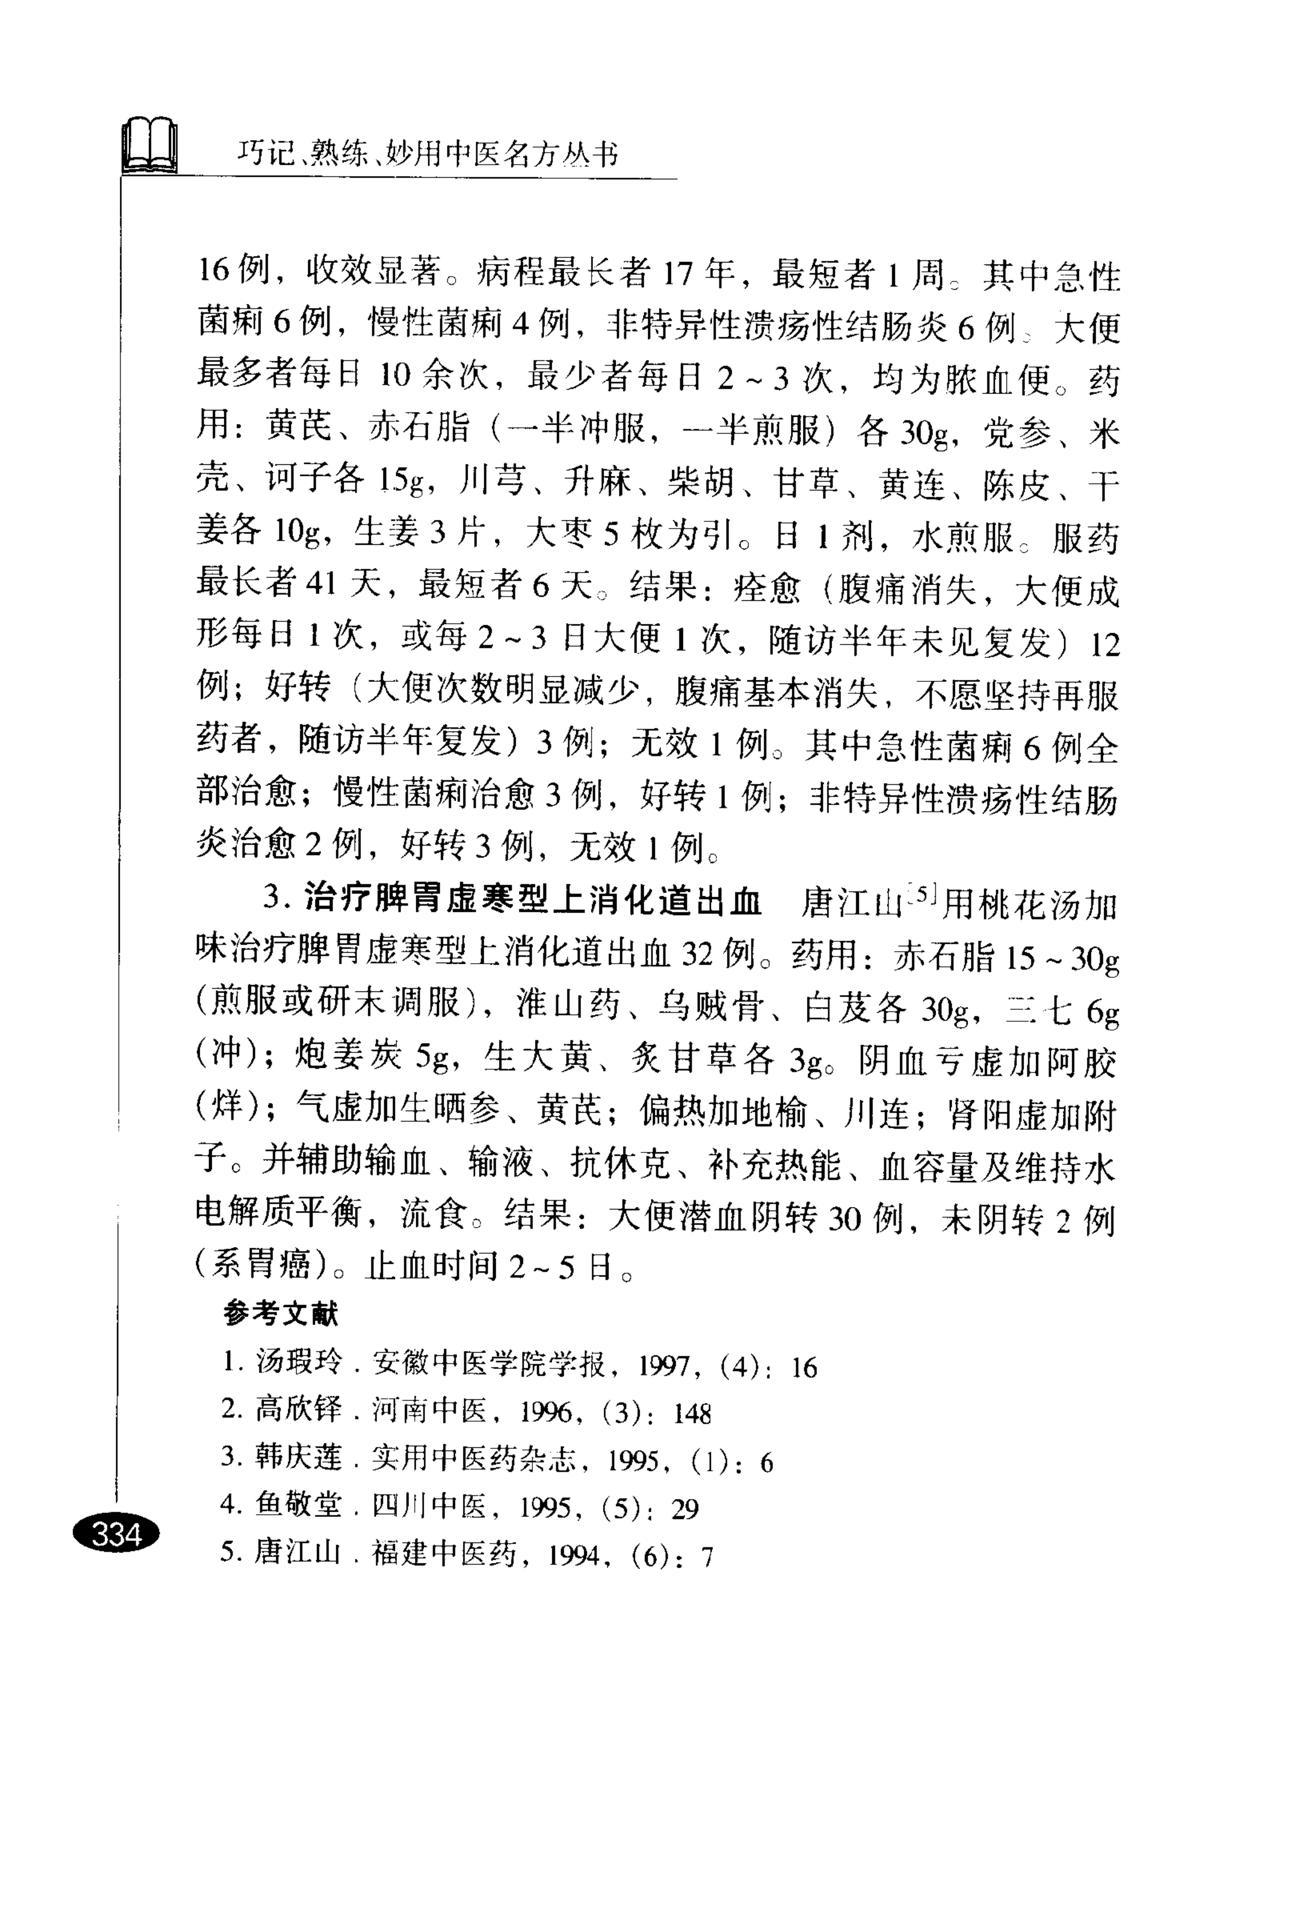 巧记、熟练、妙用中医名方丛书
16例，收效显著。病程最长者17年，最短者1周。其中急性
菌痢6例，慢性菌痢4例，非特异性溃疡性结肠炎6例。大便
最多者每日10余次，最少者每日2~3次，均为脓血便。药
用：黄芪、赤石脂（一半冲服，一半煎服）各30g，党参、米
壳、诃子各15g，川芎、升麻、柴胡、甘草、黄连、陈皮、干
姜各10g，生姜3片，大枣5枚为引。日1剂，水煎服。服药
最长者41天，最短者6天。结果：痊愈（腹痛消失，大便成
形每日1次，或每2~3日大便1次，随访半年未见复发）12
例；好转（大便次数明显减少，腹痛基本消失，不愿坚持再服
药者，随访半年复发）3例；无效1例。其中急性菌痢6例全
部治愈；慢性菌痢治愈3例，好转1例；非特异性溃疡性结肠
炎治愈2例，好转3例，无效1例。
3.治疗脾胃虚寒型上消化道出血 唐江山[5]用桃花汤加
味治疗脾胃虚寒型上消化道出血32例。药用：赤石脂15~30g
(煎服或研末调服)，淮山药、乌贼骨、白芨各30g，三七6g
(冲)；炮姜炭5g，生大黄、炙甘草各3g。阴血亏虚加阿胶
(烊)；气虚加生晒参、黄芪；偏热加地榆、川连；肾阳虚加附
子。并辅助输血、输液、抗休克、补充热能、血容量及维持水
电解质平衡，流食。结果：大便潜血阴转30例，未阴转2例
(系胃癌)。止血时间2~5日。
参考文献
1. 汤瑕玲．安徽中医学院学报，1997，(4)：16
2. 高欣铎．河南中医，1996，(3)：148
3. 韩庆莲．实用中医药杂志，1995，(1)：6
4. 鱼敬堂．四川中医，1995，(5)：29
5. 唐江山．福建中医药，1994，(6)：7
334